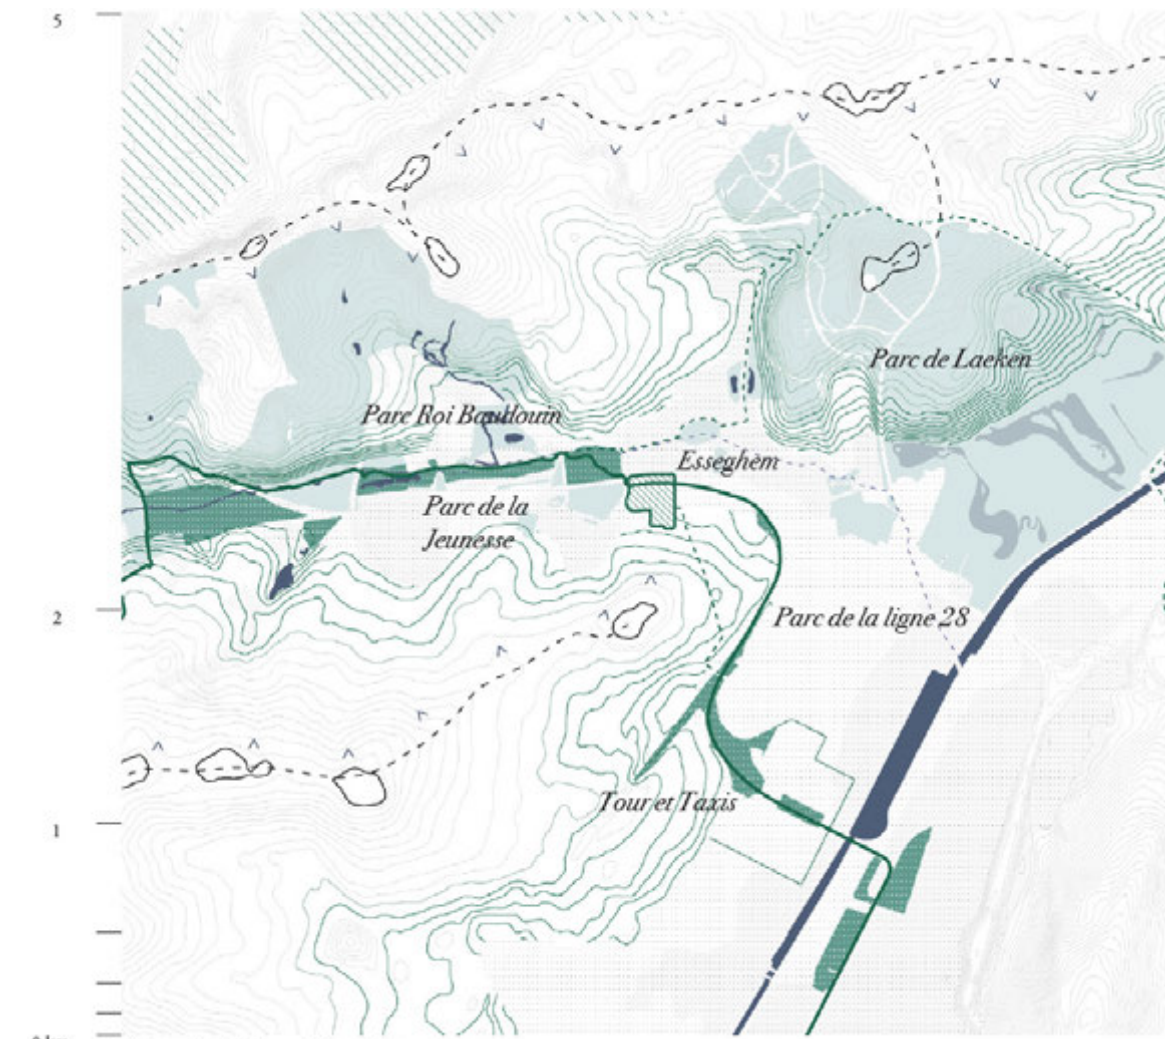 5
Parc de Laeken
Parc Roi Baudouin
Esseghem
Parc de la
Jeunesse
2
Parc de la ligne 28
Tour et Taxis
1